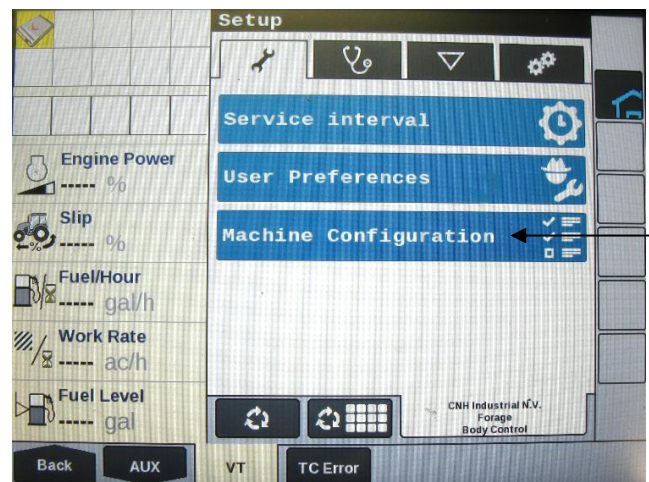 Setup
Service interval
User Preferences
Machine Configuration
Engine Power
----- %
Slip
----- %
Fuel/Hour
----- gal/h
Work Rate
----- ac/h
Fuel Level
----- gal
CNH Industrial N.V.
Forage
Body Control
Back
AUX
VT
TC Error